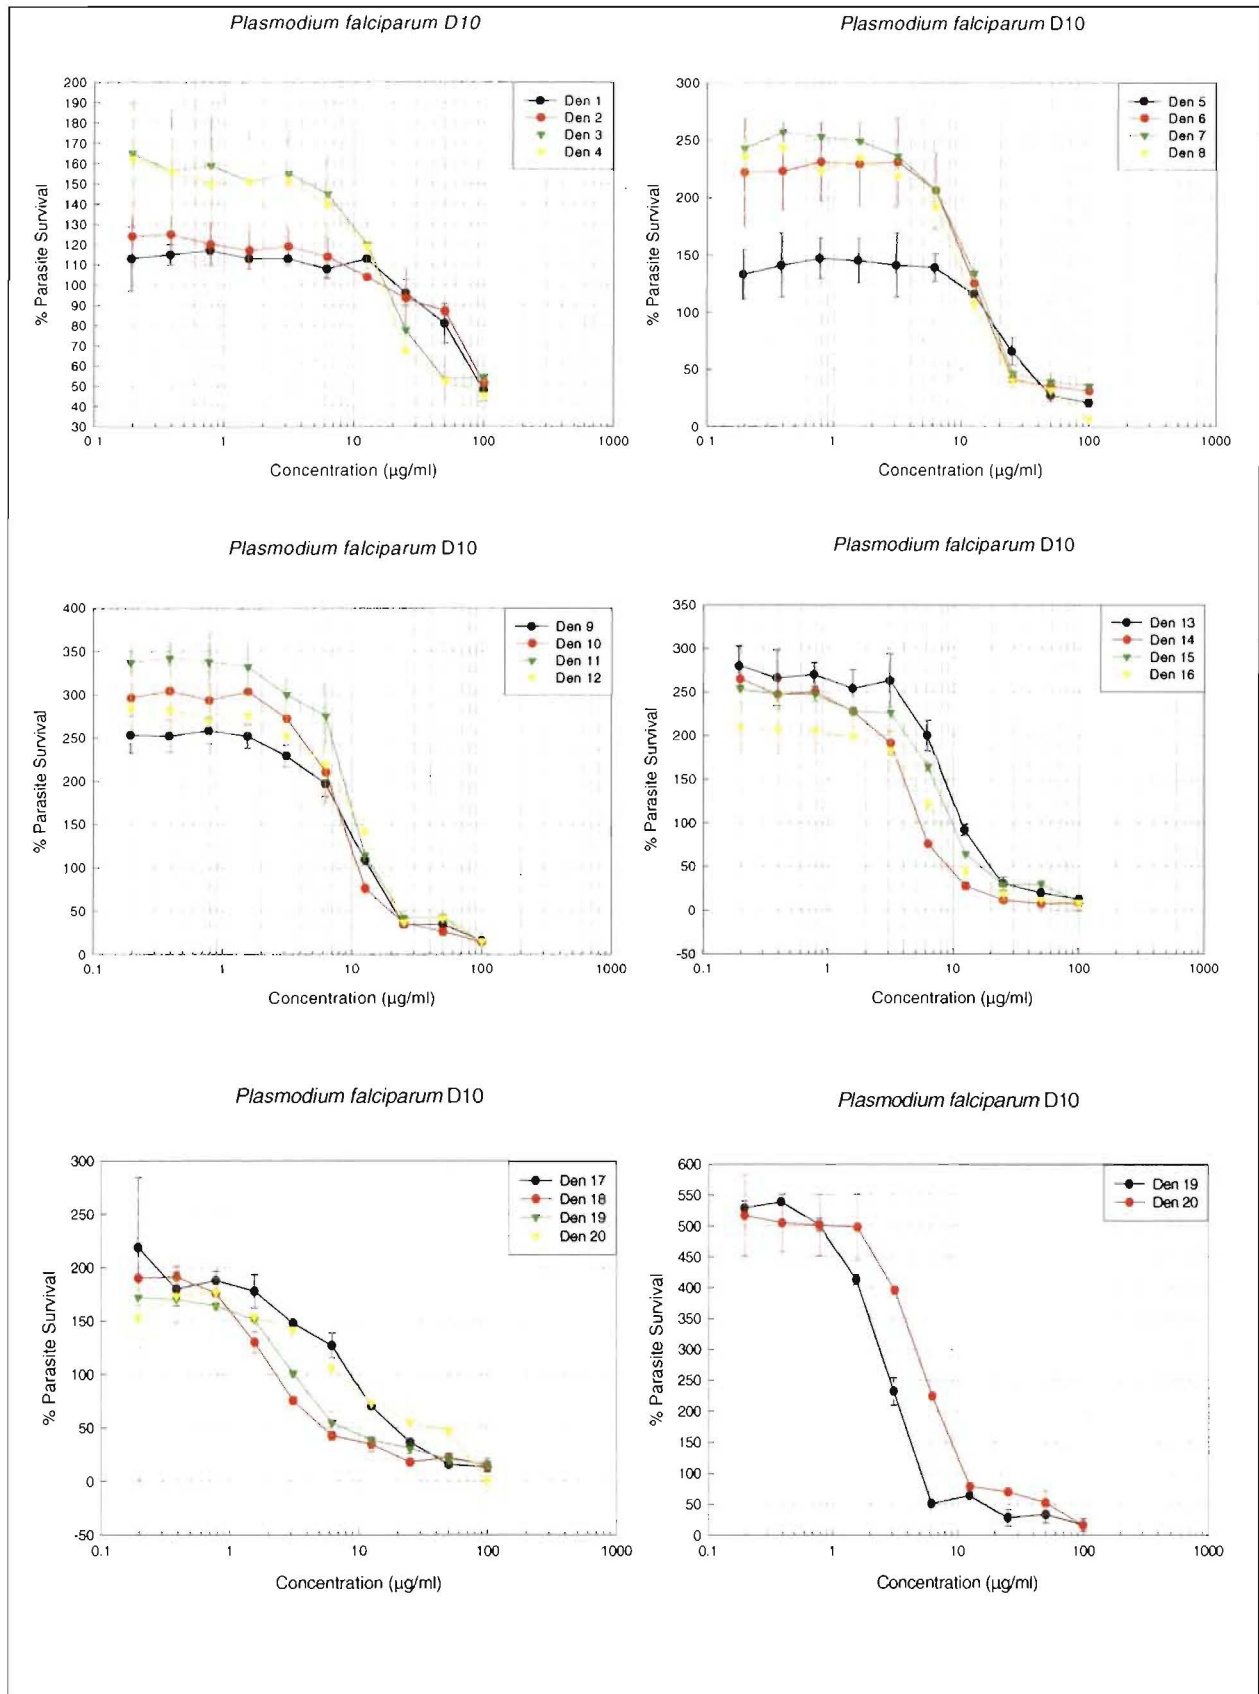 Plasmodium falciparum D10
200
190
180
170
160
150
140
130
120
110
100
90
80
70
60
50
40
30
% Parasite Survival
Den 1
Den 2
Den 3
Den 4
0.1 1 10 100 1000
Concentration (µg/ml)
Plasmodium falciparum D10
300
250
200
150
100
50
0
% Parasite Survival
Den 5
Den 6
Den 7
Den 8
0.1 1 10 100 1000
Concentration (µg/ml)
Plasmodium falciparum D10
400
350
300
250
200
150
100
50
0
% Parasite Survival
Den 9
Den 10
Den 11
Den 12
0.1 1 10 100 1000
Concentration (µg/ml)
Plasmodium falciparum D10
350
300
250
200
150
100
50
0
-50
% Parasite Survival
Den 13
Den 14
Den 15
Den 16
0.1 1 10 100 1000
Concentration (µg/ml)
Plasmodium falciparum D10
300
250
200
150
100
50
0
-50
% Parasite Survival
Den 17
Den 18
Den 19
Den 20
0.1 1 10 100 1000
Concentration (µg/ml)
Plasmodium falciparum D10
600
550
500
450
400
350
300
250
200
150
100
50
0
% Parasite Survival
Den 19
Den 20
0.1 1 10 100 1000
Concentration (µg/ml)